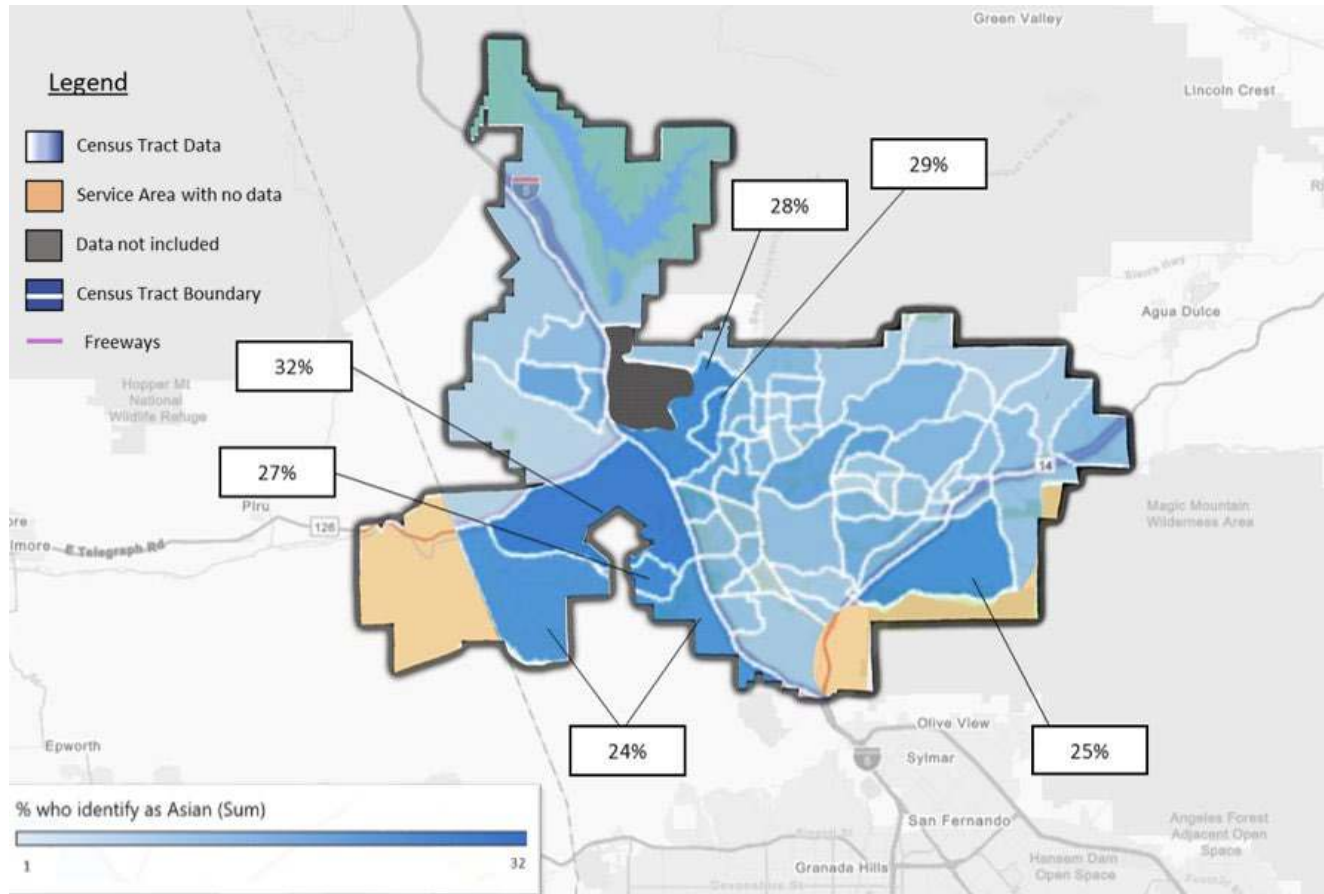 Green Valley
Lincoln Crest
Legend
Census Tract Data
Service Area with no data
Data not included
Census Tract Boundary
Freeways
29%
28%
5
Agua Dulce
32%
Hopper Mt
National
Wildlife Refuge
27%
14
Piru
126
E Telegraph Rd
Magic Mountain
Wilderness Area
24%
25%
Olive View
Sylmar
Epworth
San Fernando
Granada Hills
Angeles Forest
Adjacent Open
Space
Hansem Dam
Open Space
% who identify as Asian (Sum)
1
32